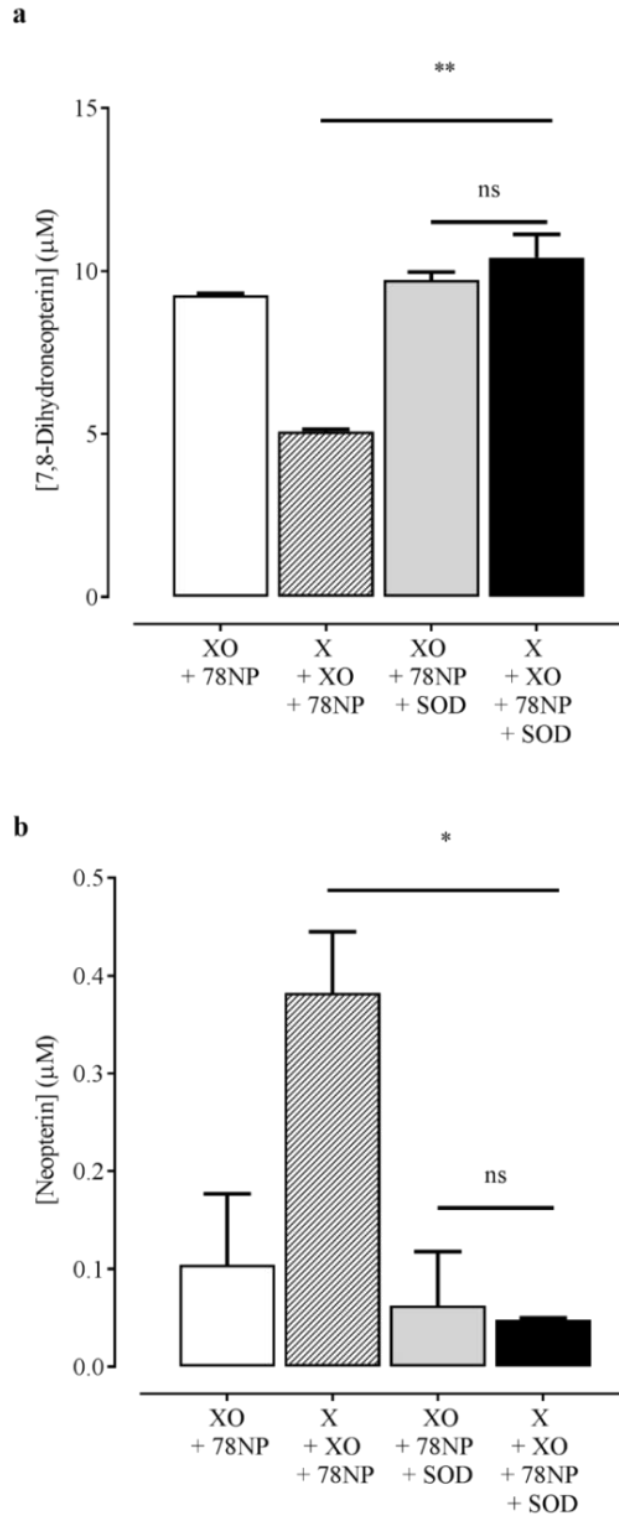 a
**
15
ns
10
5
0
[7,8-Dihydroneopterin] (μM)
XO
+ 78NP
X
+ XO
+ 78NP
XO
+ 78NP
+ SOD
X
+ XO
+ 78NP
+ SOD
b
*
0.5
0.4
0.3
0.2
ns
0.1
0.0
[Neopterin] (μM)
XO
+ 78NP
X
+ XO
+ 78NP
XO
+ 78NP
+ SOD
X
+ XO
+ 78NP
+ SOD